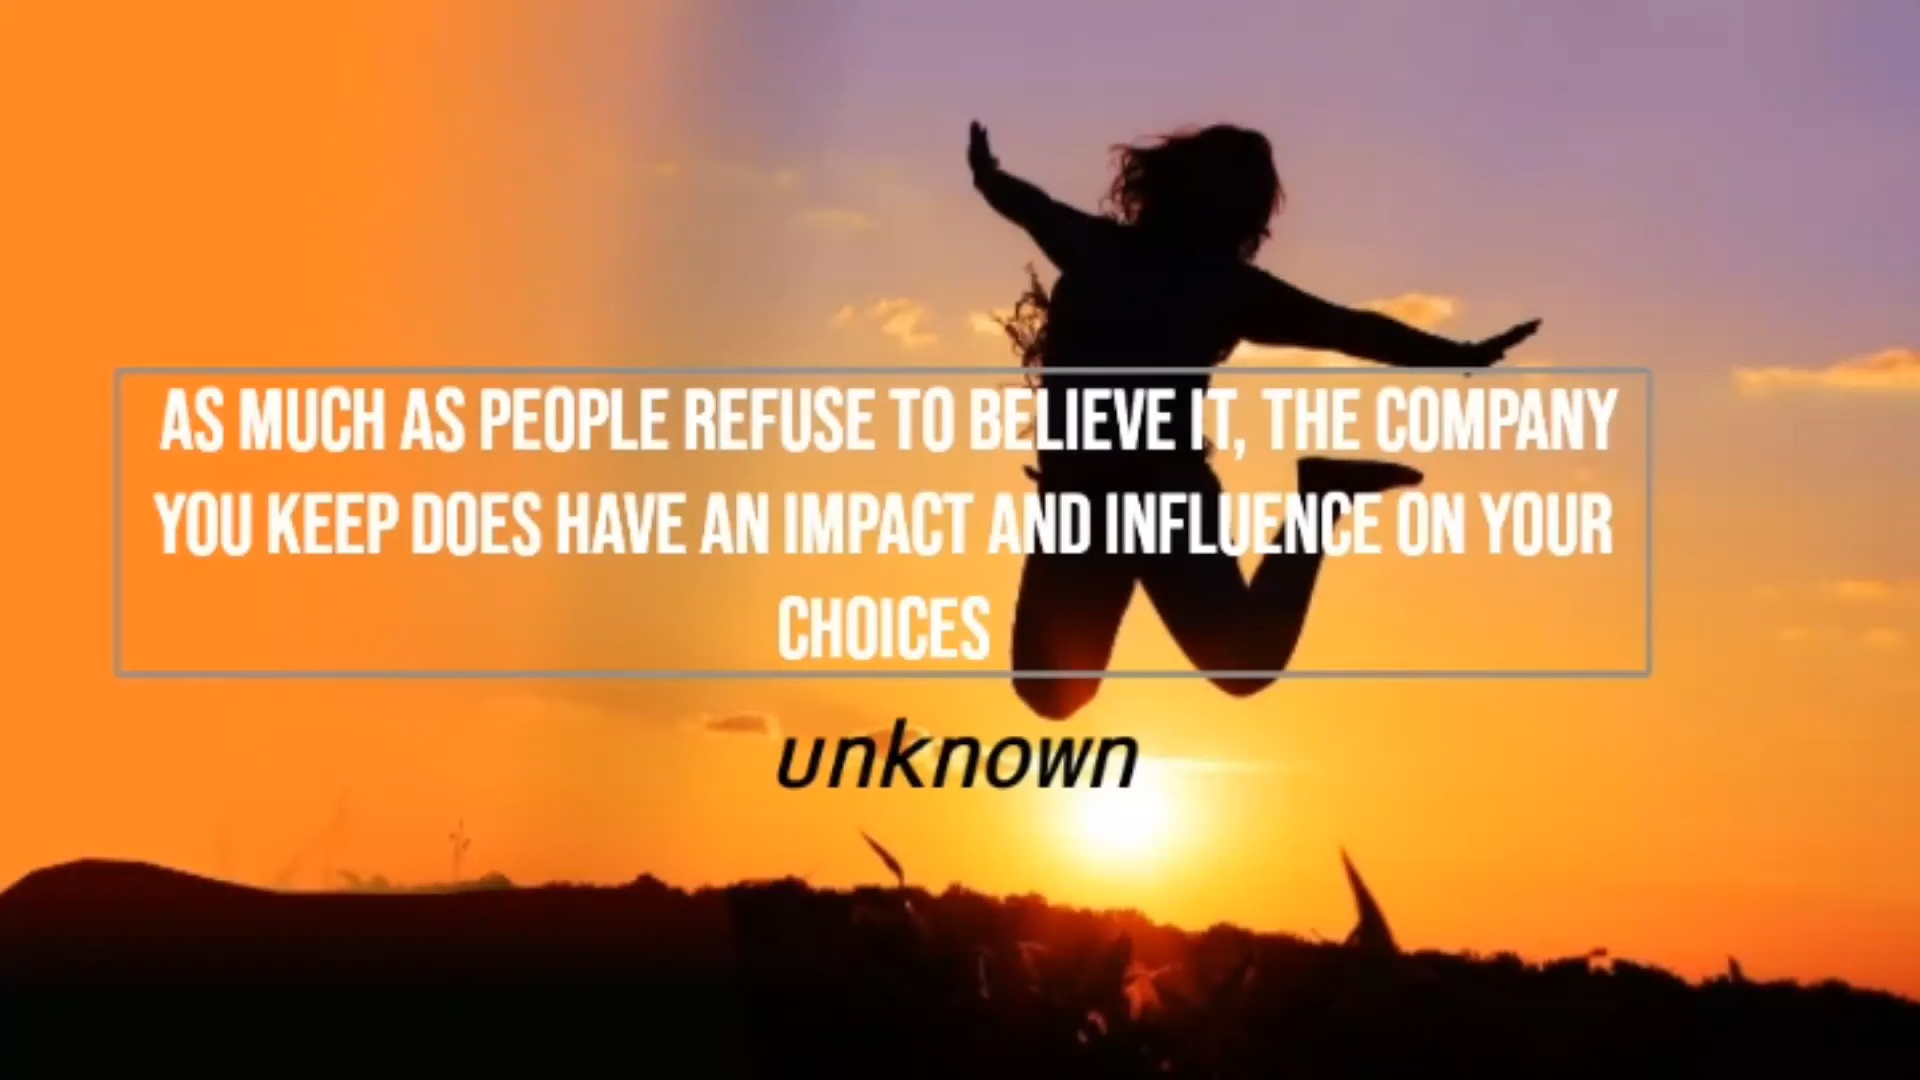 AS MUCH AS PEOPLE REFUSE TO BELIEVE IT, THE COMPANY
YOU KEEP DOES HAVE AN IMPACT AND INFLUENCE ON YOUR
CHOICES
unknown